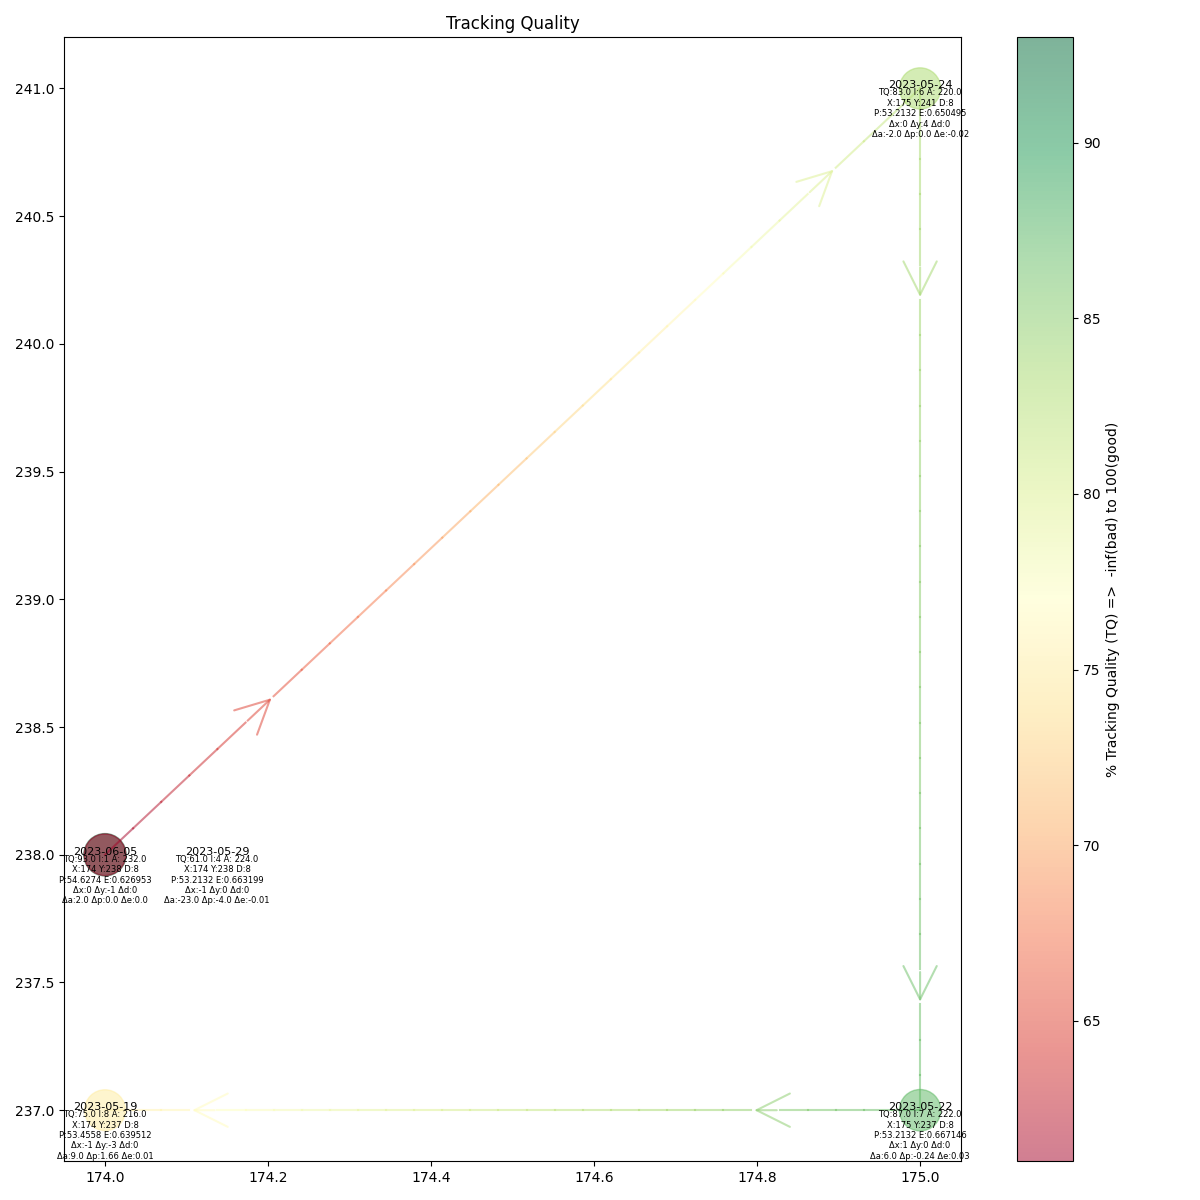 Tracking Quality
241.0
240.5
240.0
239.5
239.0
238.5
238.0
237.5
237.0
174.0
174.2
174.4
174.6
174.8
175.0
2023-05-24
TQ:83.0 I:6 A: 220.0
X:175 Y:241 D:8
P:53.2132 E:0.650495
Δx:0 Δy:4 Δd:0
Δa:-2.0 Δp:0.0 Δe:-0.02
2023-06-05
TQ:93.0 I:1 A: 232.0
X:174 Y:238 D:8
P:54.6274 E:0.626953
Δx:0 Δy:-1 Δd:0
Δa:2.0 Δp:0.0 Δe:0.0
2023-05-29
TQ:61.0 I:4 A: 224.0
X:174 Y:238 D:8
P:53.2132 E:0.663199
Δx:-1 Δy:0 Δd:0
Δa:-23.0 Δp:-4.0 Δe:-0.01
2023-05-19
TQ:75.0 I:8 A: 216.0
X:174 Y:237 D:8
P:53.4558 E:0.639512
Δx:-1 Δy:-3 Δd:0
Δa:9.0 Δp:1.66 Δe:0.01
2023-05-22
TQ:87.0 I:7 A: 222.0
X:175 Y:237 D:8
P:53.2132 E:0.667146
Δx:1 Δy:0 Δd:0
Δa:6.0 Δp:-0.24 Δe:0.03
90
85
80
75
70
65
% Tracking Quality (TQ) => -inf(bad) to 100(good)